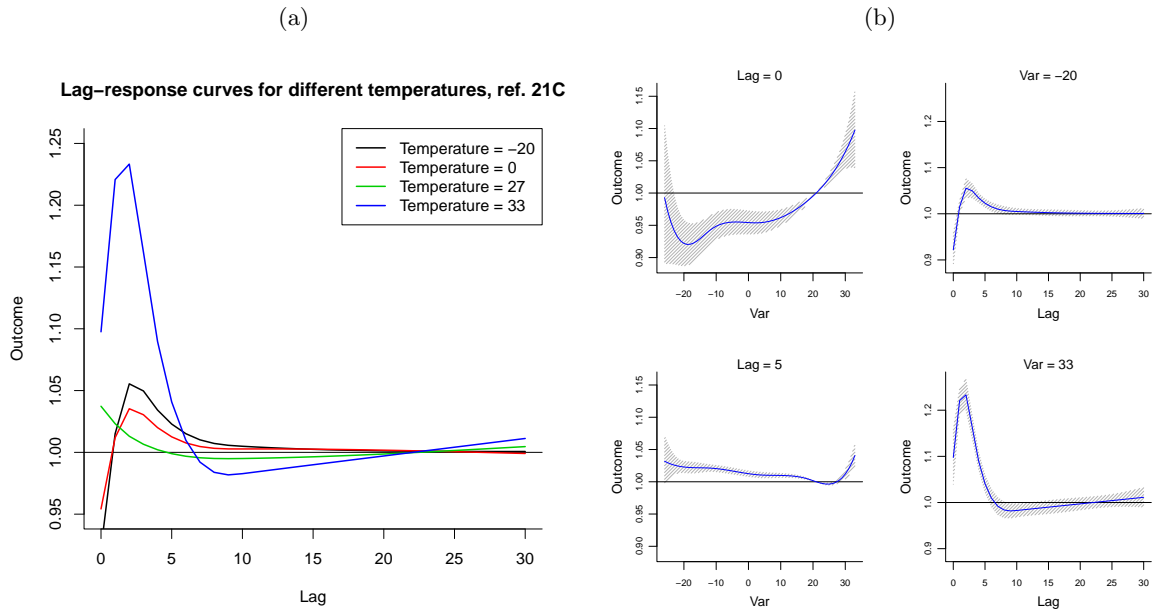 (a)
Lag−response curves for different temperatures, ref. 21C
Temperature = −20
Temperature = 0
Temperature = 27
Temperature = 33
Outcome
0.95 1.00 1.05 1.10 1.15 1.20 1.25
0 5 10 15 20 25 30
Lag
(b)
Lag = 0
Outcome
0.90 0.95 1.00 1.05 1.10 1.15
−20 −10 0 10 20 30
Var
Var = −20
Outcome
0.9 1.0 1.1 1.2
0 5 10 15 20 25 30
Lag
Lag = 5
Outcome
0.90 0.95 1.00 1.05 1.10 1.15
−20 −10 0 10 20 30
Var
Var = 33
Outcome
0.9 1.0 1.1 1.2
0 5 10 15 20 25 30
Lag